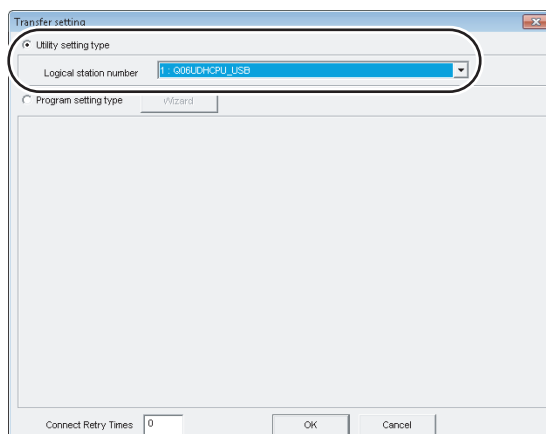 Transfer setting
Utility setting type
Logical station number 1 : Q06UDHCPU_USB
Program setting type Wizard
Connect Retry Times 0 OK Cancel